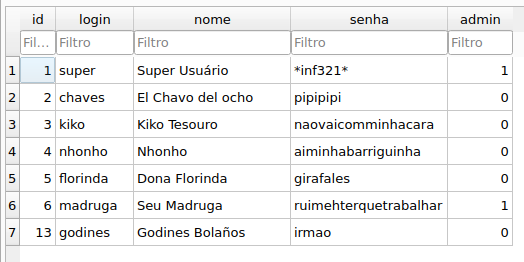 id login nome senha admin
Fil... Filtro Filtro Filtro Filtro
1 1 super Super Usuário *inf321* 1
2 2 chaves El Chavo del ocho pipipipi 0
3 3 kiko Kiko Tesouro naovaicomminhacara 0
4 4 nhonho Nhonho aiminhabarriguinha 0
5 5 florinda Dona Florinda girafales 0
6 6 madruga Seu Madruga ruimehterquetrabalhar 1
7 13 godines Godines Bolaños irmao 0